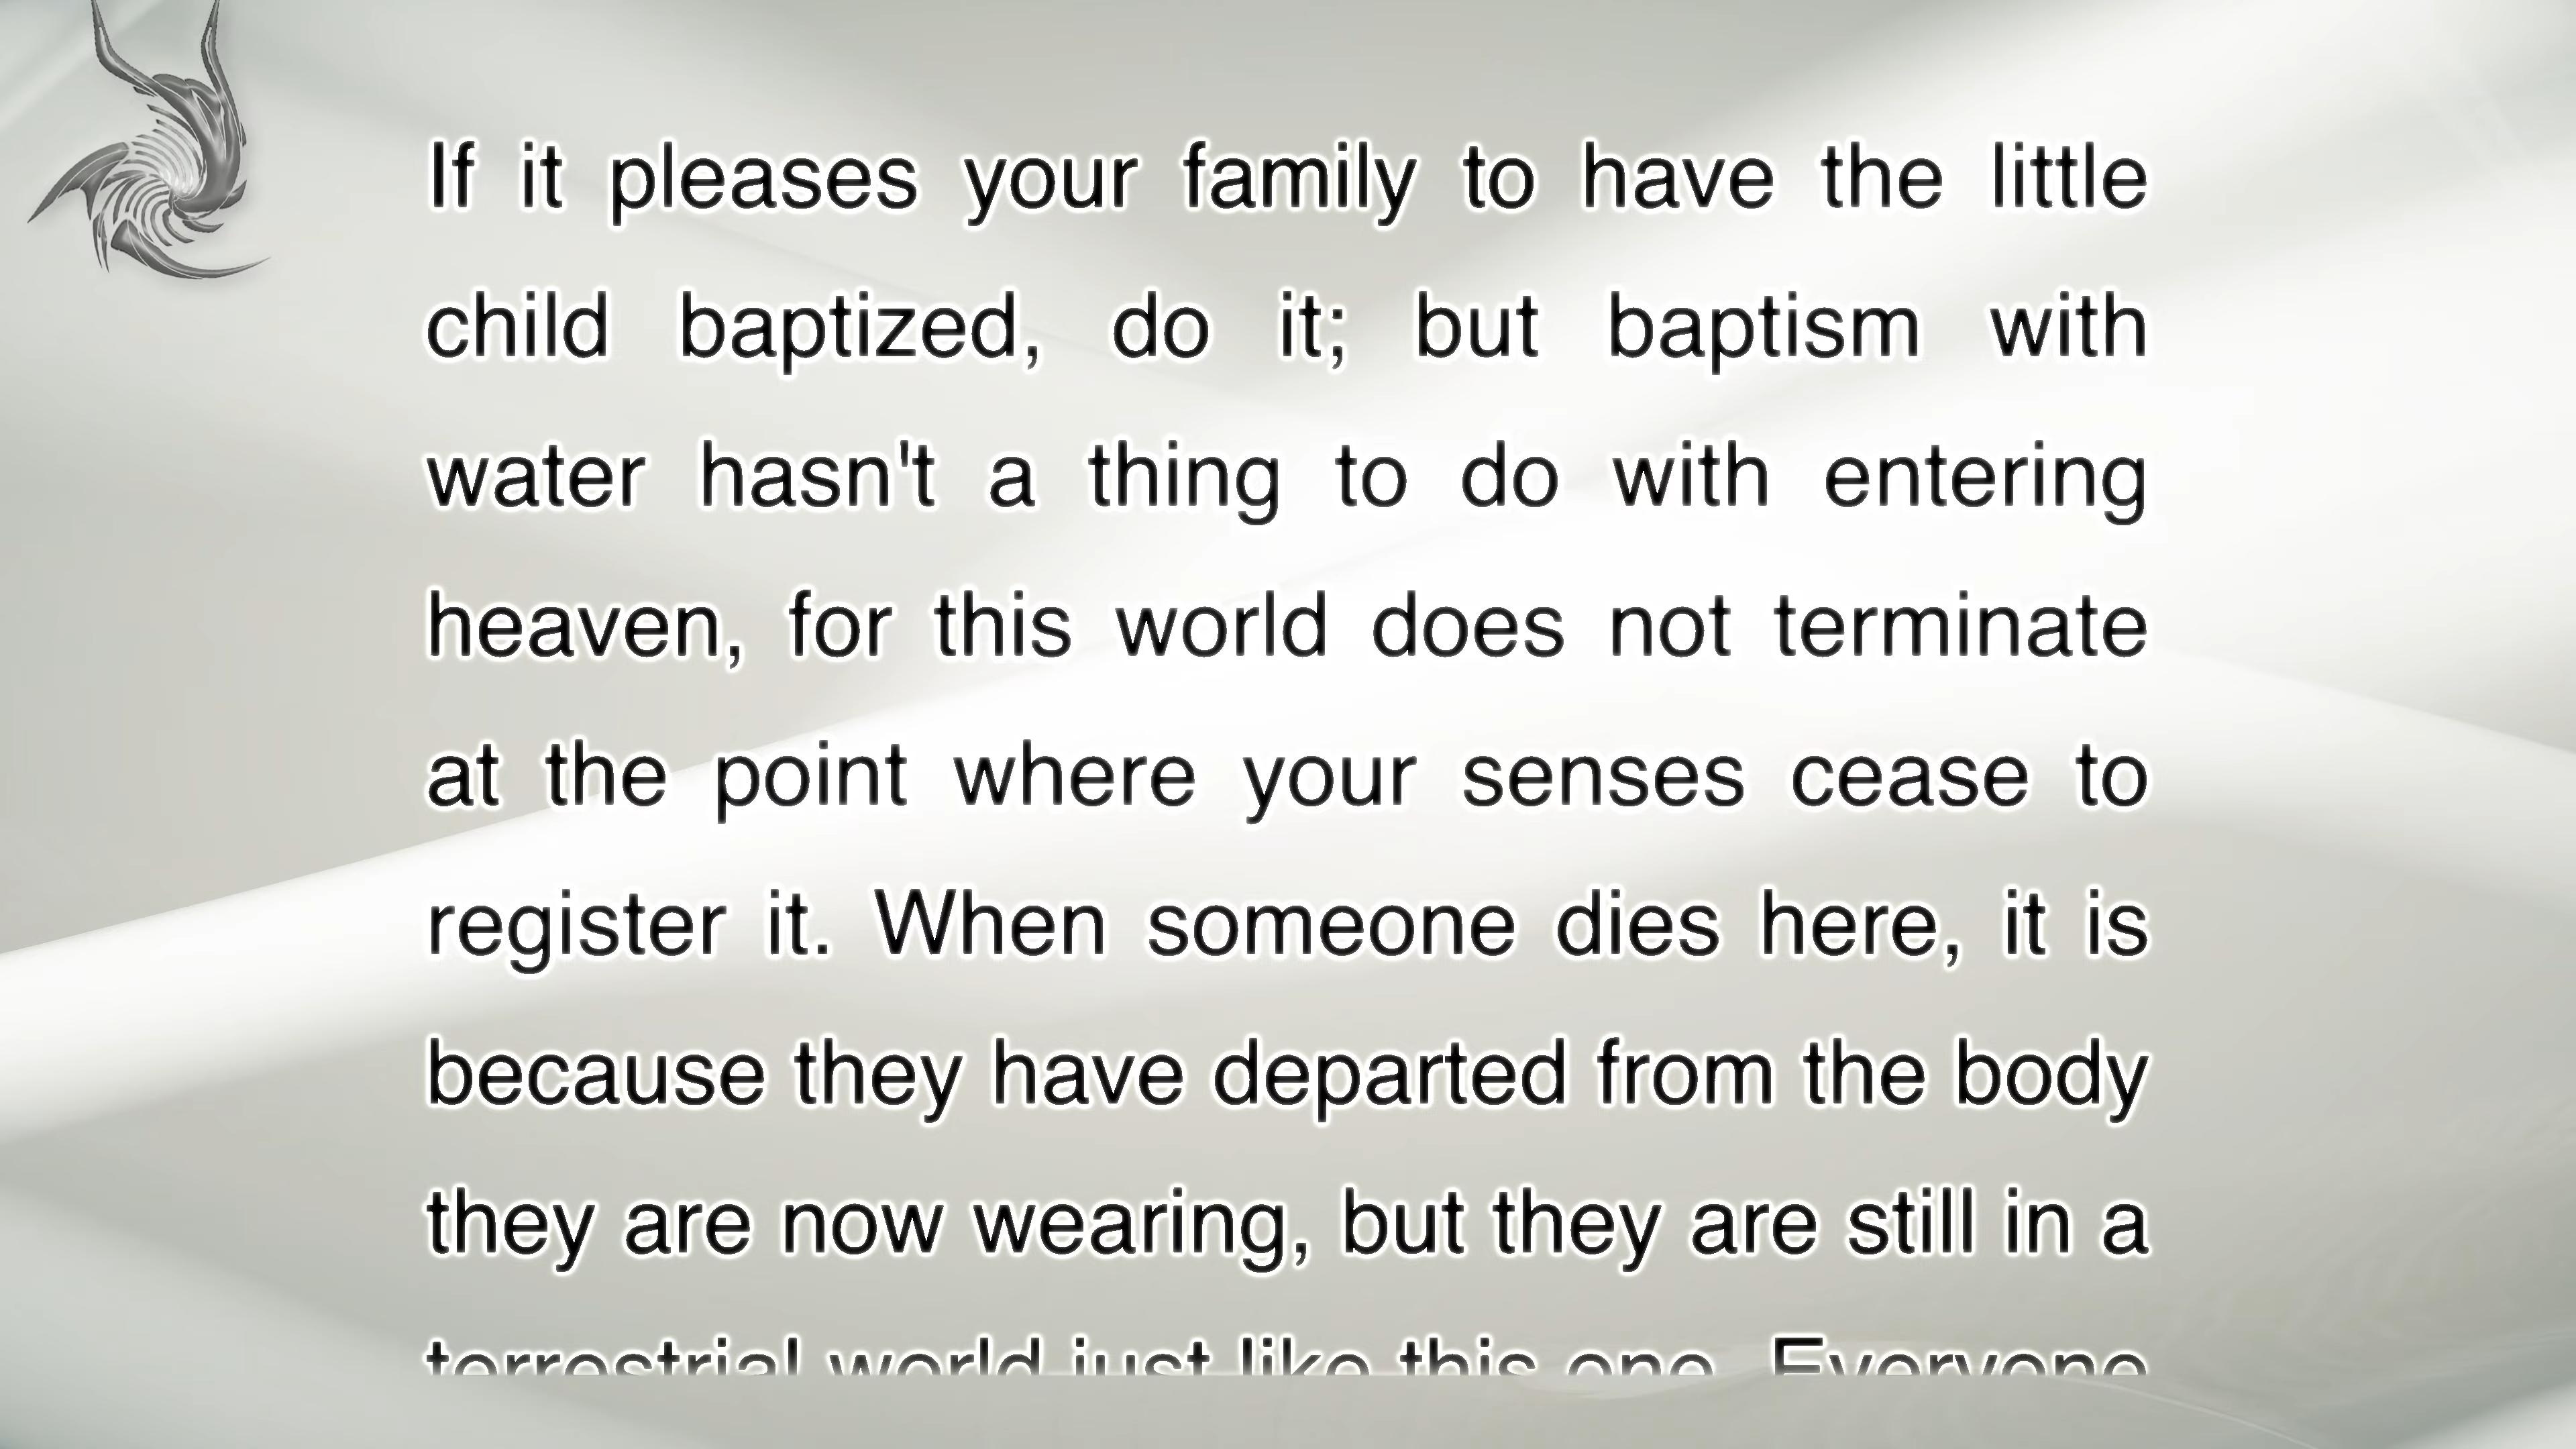 If it pleases your family to have the little
child baptized, do it; but baptism with
water hasn't a thing to do with entering
heaven, for this world does not terminate
at the point where your senses cease to
register it. When someone dies here, it is
because they have departed from the body
they are now wearing, but they are still in a
terrestrial world just like this one. Everyone